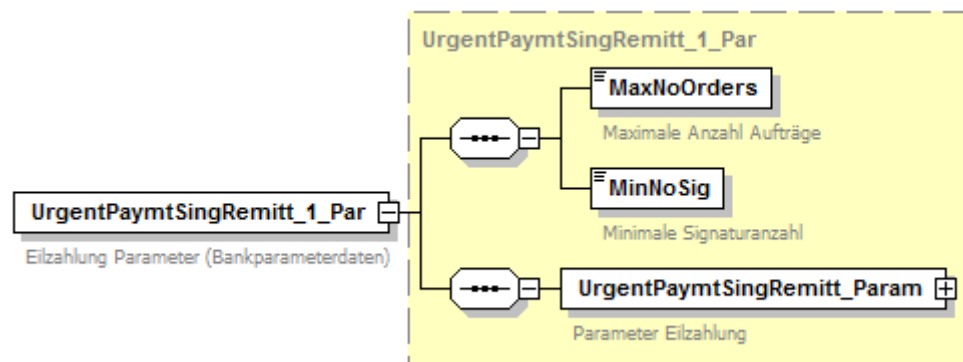 UrgentPaymtSingRemitt_1_Par
MaxNoOrders
Maximale Anzahl Aufträge
MinNoSig
Minimale Signaturanzahl
UrgentPaymtSingRemitt_1_Par
Eilzahlung Parameter (Bankparameterdaten)
UrgentPaymtSingRemitt_Param
Parameter Eilzahlung